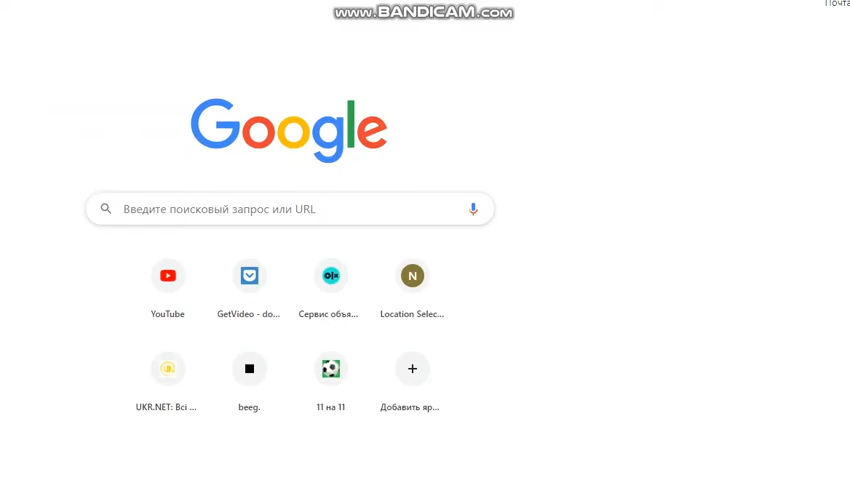 www.BANDICAM.com
Почта
Google
Введите поисковый запрос или URL
YouTube
GetVideo - do...
Сервис объя...
N
Location Selec...
UKR.NET: Всі ...
beeg.
11 на 11
Добавить яр...